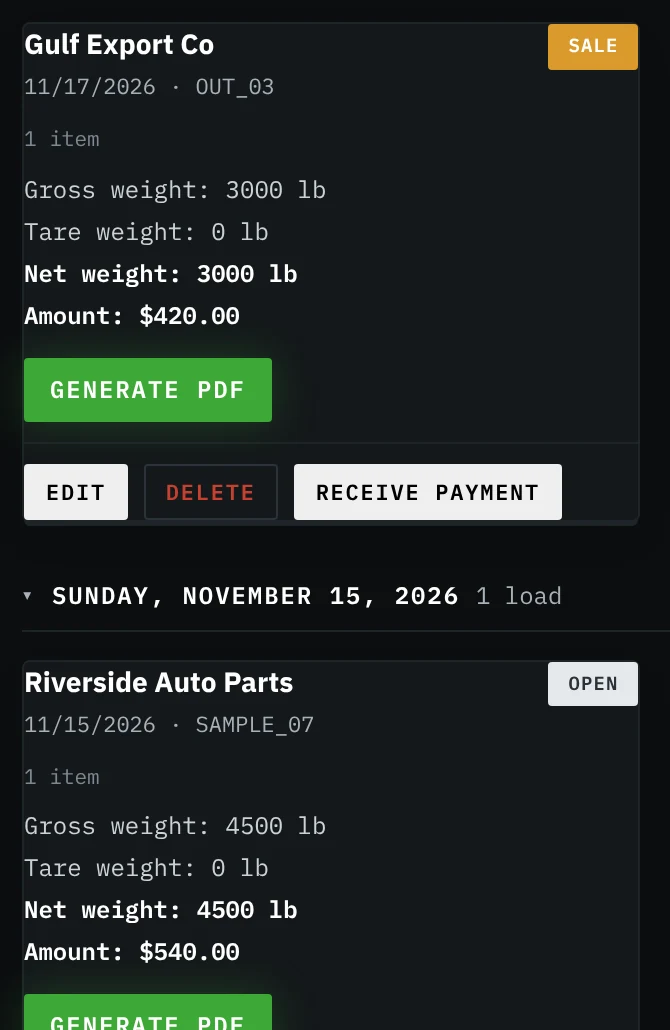 Gulf Export Co
SALE
11/17/2026 · OUT_03
1 item
Gross weight: 3000 lb
Tare weight: 0 lb
Net weight: 3000 lb
Amount: $420.00
GENERATE PDF
EDIT DELETE RECEIVE PAYMENT
▾ SUNDAY, NOVEMBER 15, 2026 1 load
Riverside Auto Parts
OPEN
11/15/2026 · SAMPLE_07
1 item
Gross weight: 4500 lb
Tare weight: 0 lb
Net weight: 4500 lb
Amount: $540.00
GENERATE PDF